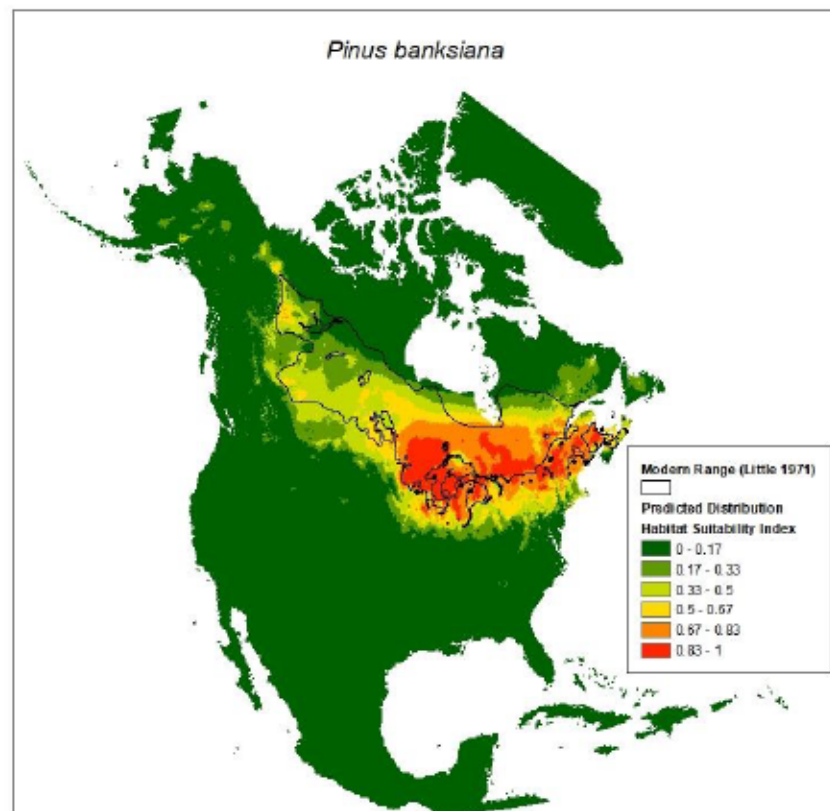 Pinus banksiana
Modern Range (Little 1971)
Predicted Distribution
Habitat Suitability Index
0 - 0.17
0.17 - 0.33
0.33 - 0.5
0.5 - 0.67
0.67 - 0.83
0.83 - 1